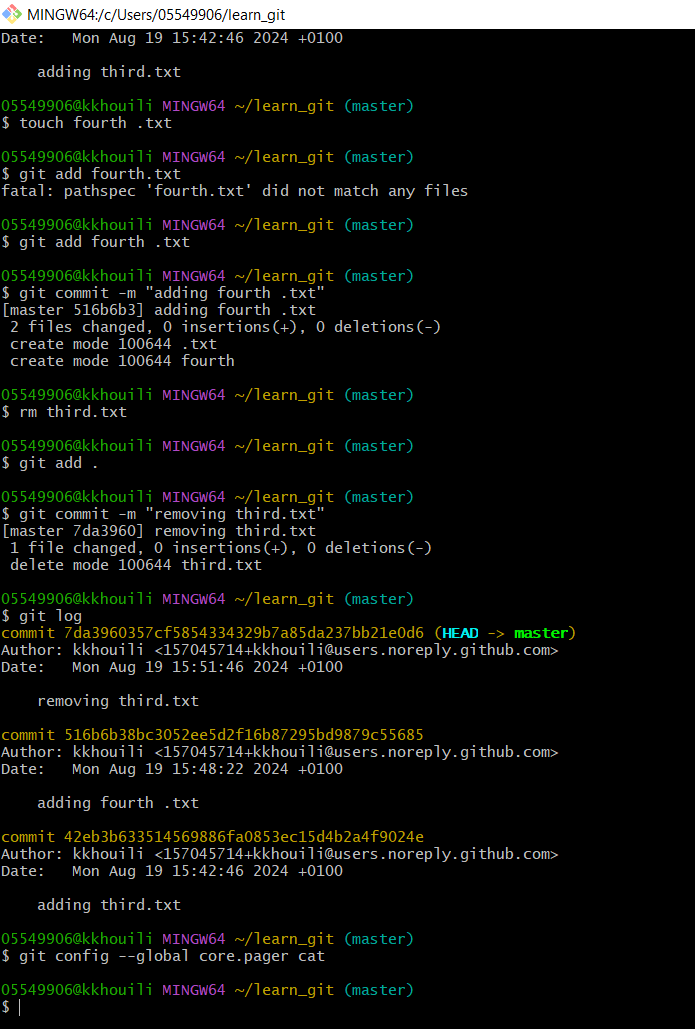 MINGW64:/c/Users/05549906/learn_git
Date:   Mon Aug 19 15:42:46 2024 +0100
    adding third.txt
05549906@kkhouili MINGW64 ~/learn_git (master)
$ touch fourth .txt
05549906@kkhouili MINGW64 ~/learn_git (master)
$ git add fourth.txt
fatal: pathspec 'fourth.txt' did not match any files
05549906@kkhouili MINGW64 ~/learn_git (master)
$ git add fourth .txt
05549906@kkhouili MINGW64 ~/learn_git (master)
$ git commit -m "adding fourth .txt"
[master 516b6b3] adding fourth .txt
 2 files changed, 0 insertions(+), 0 deletions(-)
 create mode 100644 .txt
 create mode 100644 fourth
05549906@kkhouili MINGW64 ~/learn_git (master)
$ rm third.txt
05549906@kkhouili MINGW64 ~/learn_git (master)
$ git add .
05549906@kkhouili MINGW64 ~/learn_git (master)
$ git commit -m "removing third.txt"
[master 7da3960] removing third.txt
 1 file changed, 0 insertions(+), 0 deletions(-)
 delete mode 100644 third.txt
05549906@kkhouili MINGW64 ~/learn_git (master)
$ git log
commit 7da3960357cf5854334329b7a85da237bb21e0d6 (HEAD -> master)
Author: kkhouili <157045714+kkhouili@users.noreply.github.com>
Date:   Mon Aug 19 15:51:46 2024 +0100
    removing third.txt
commit 516b6b38bc3052ee5d2f16b87295bd9879c55685
Author: kkhouili <157045714+kkhouili@users.noreply.github.com>
Date:   Mon Aug 19 15:48:22 2024 +0100
    adding fourth .txt
commit 42eb3b633514569886fa0853ec15d4b2a4f9024e
Author: kkhouili <157045714+kkhouili@users.noreply.github.com>
Date:   Mon Aug 19 15:42:46 2024 +0100
    adding third.txt
05549906@kkhouili MINGW64 ~/learn_git (master)
$ git config --global core.pager cat
05549906@kkhouili MINGW64 ~/learn_git (master)
$